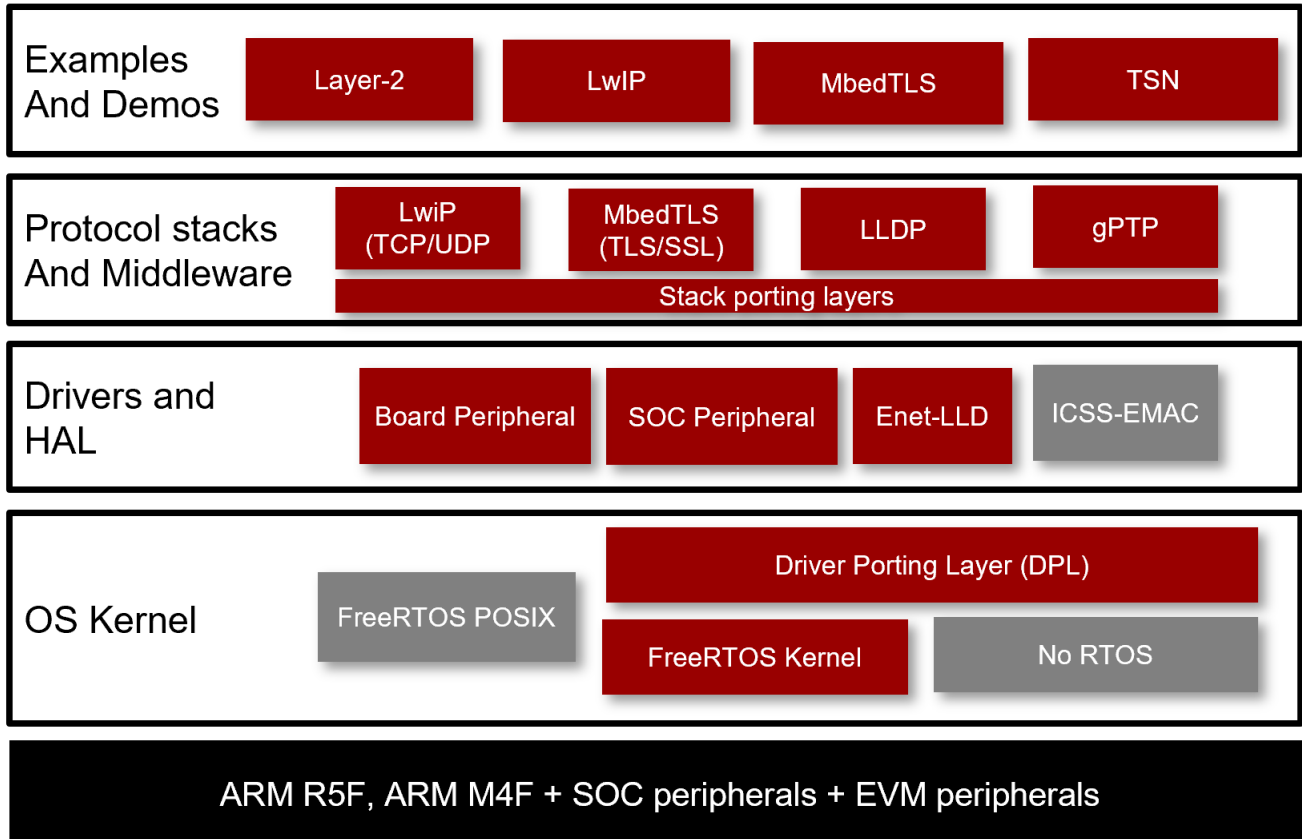 Examples
And Demos
Layer-2
LwIP
MbedTLS
TSN
Protocol stacks
And Middleware
LwiP
(TCP/UDP
MbedTLS
(TLS/SSL)
LLDP
gPTP
Stack porting layers
Drivers and
HAL
Board Peripheral
SOC Peripheral
Enet-LLD
ICSS-EMAC
OS Kernel
FreeRTOS POSIX
Driver Porting Layer (DPL)
FreeRTOS Kernel
No RTOS
ARM R5F, ARM M4F + SOC peripherals + EVM peripherals